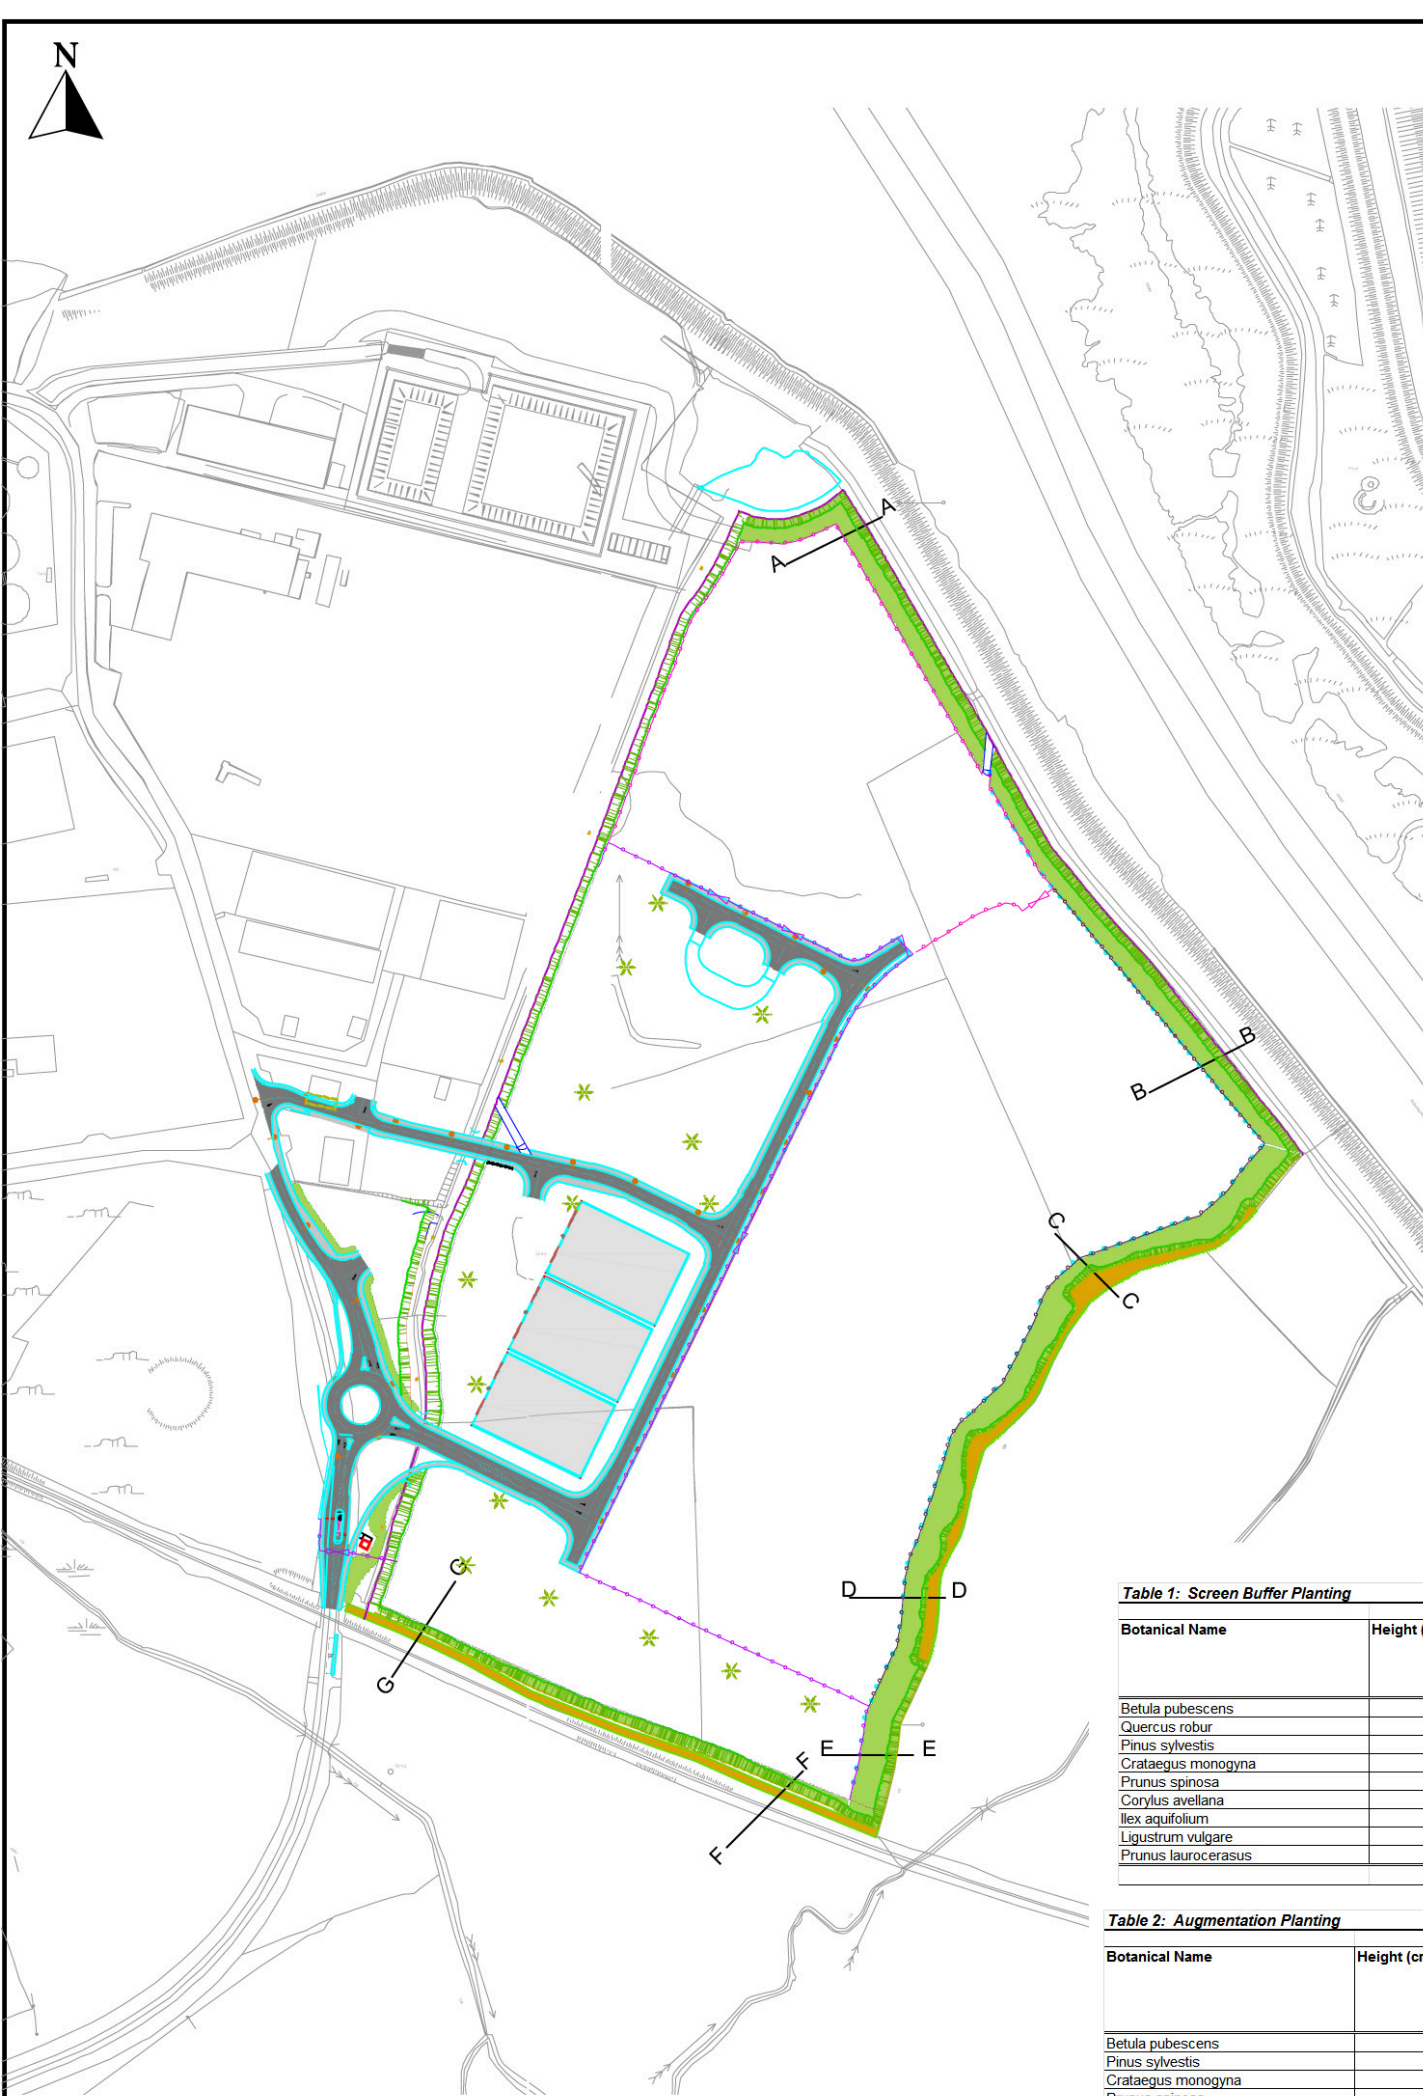 N
A
A
B
B
C
C
D
D
E
E
F
F
G
G
Table 1: Screen Buffer Planting
Botanical Name Height (
Betula pubescens
Quercus robur
Pinus sylvestis
Crataegus monogyna
Prunus spinosa
Corylus avellana
Ilex aquifolium
Ligustrum vulgare
Prunus laurocerasus
Table 2: Augmentation Planting
Botanical Name Height (cm
Betula pubescens
Pinus sylvestis
Crataegus monogyna